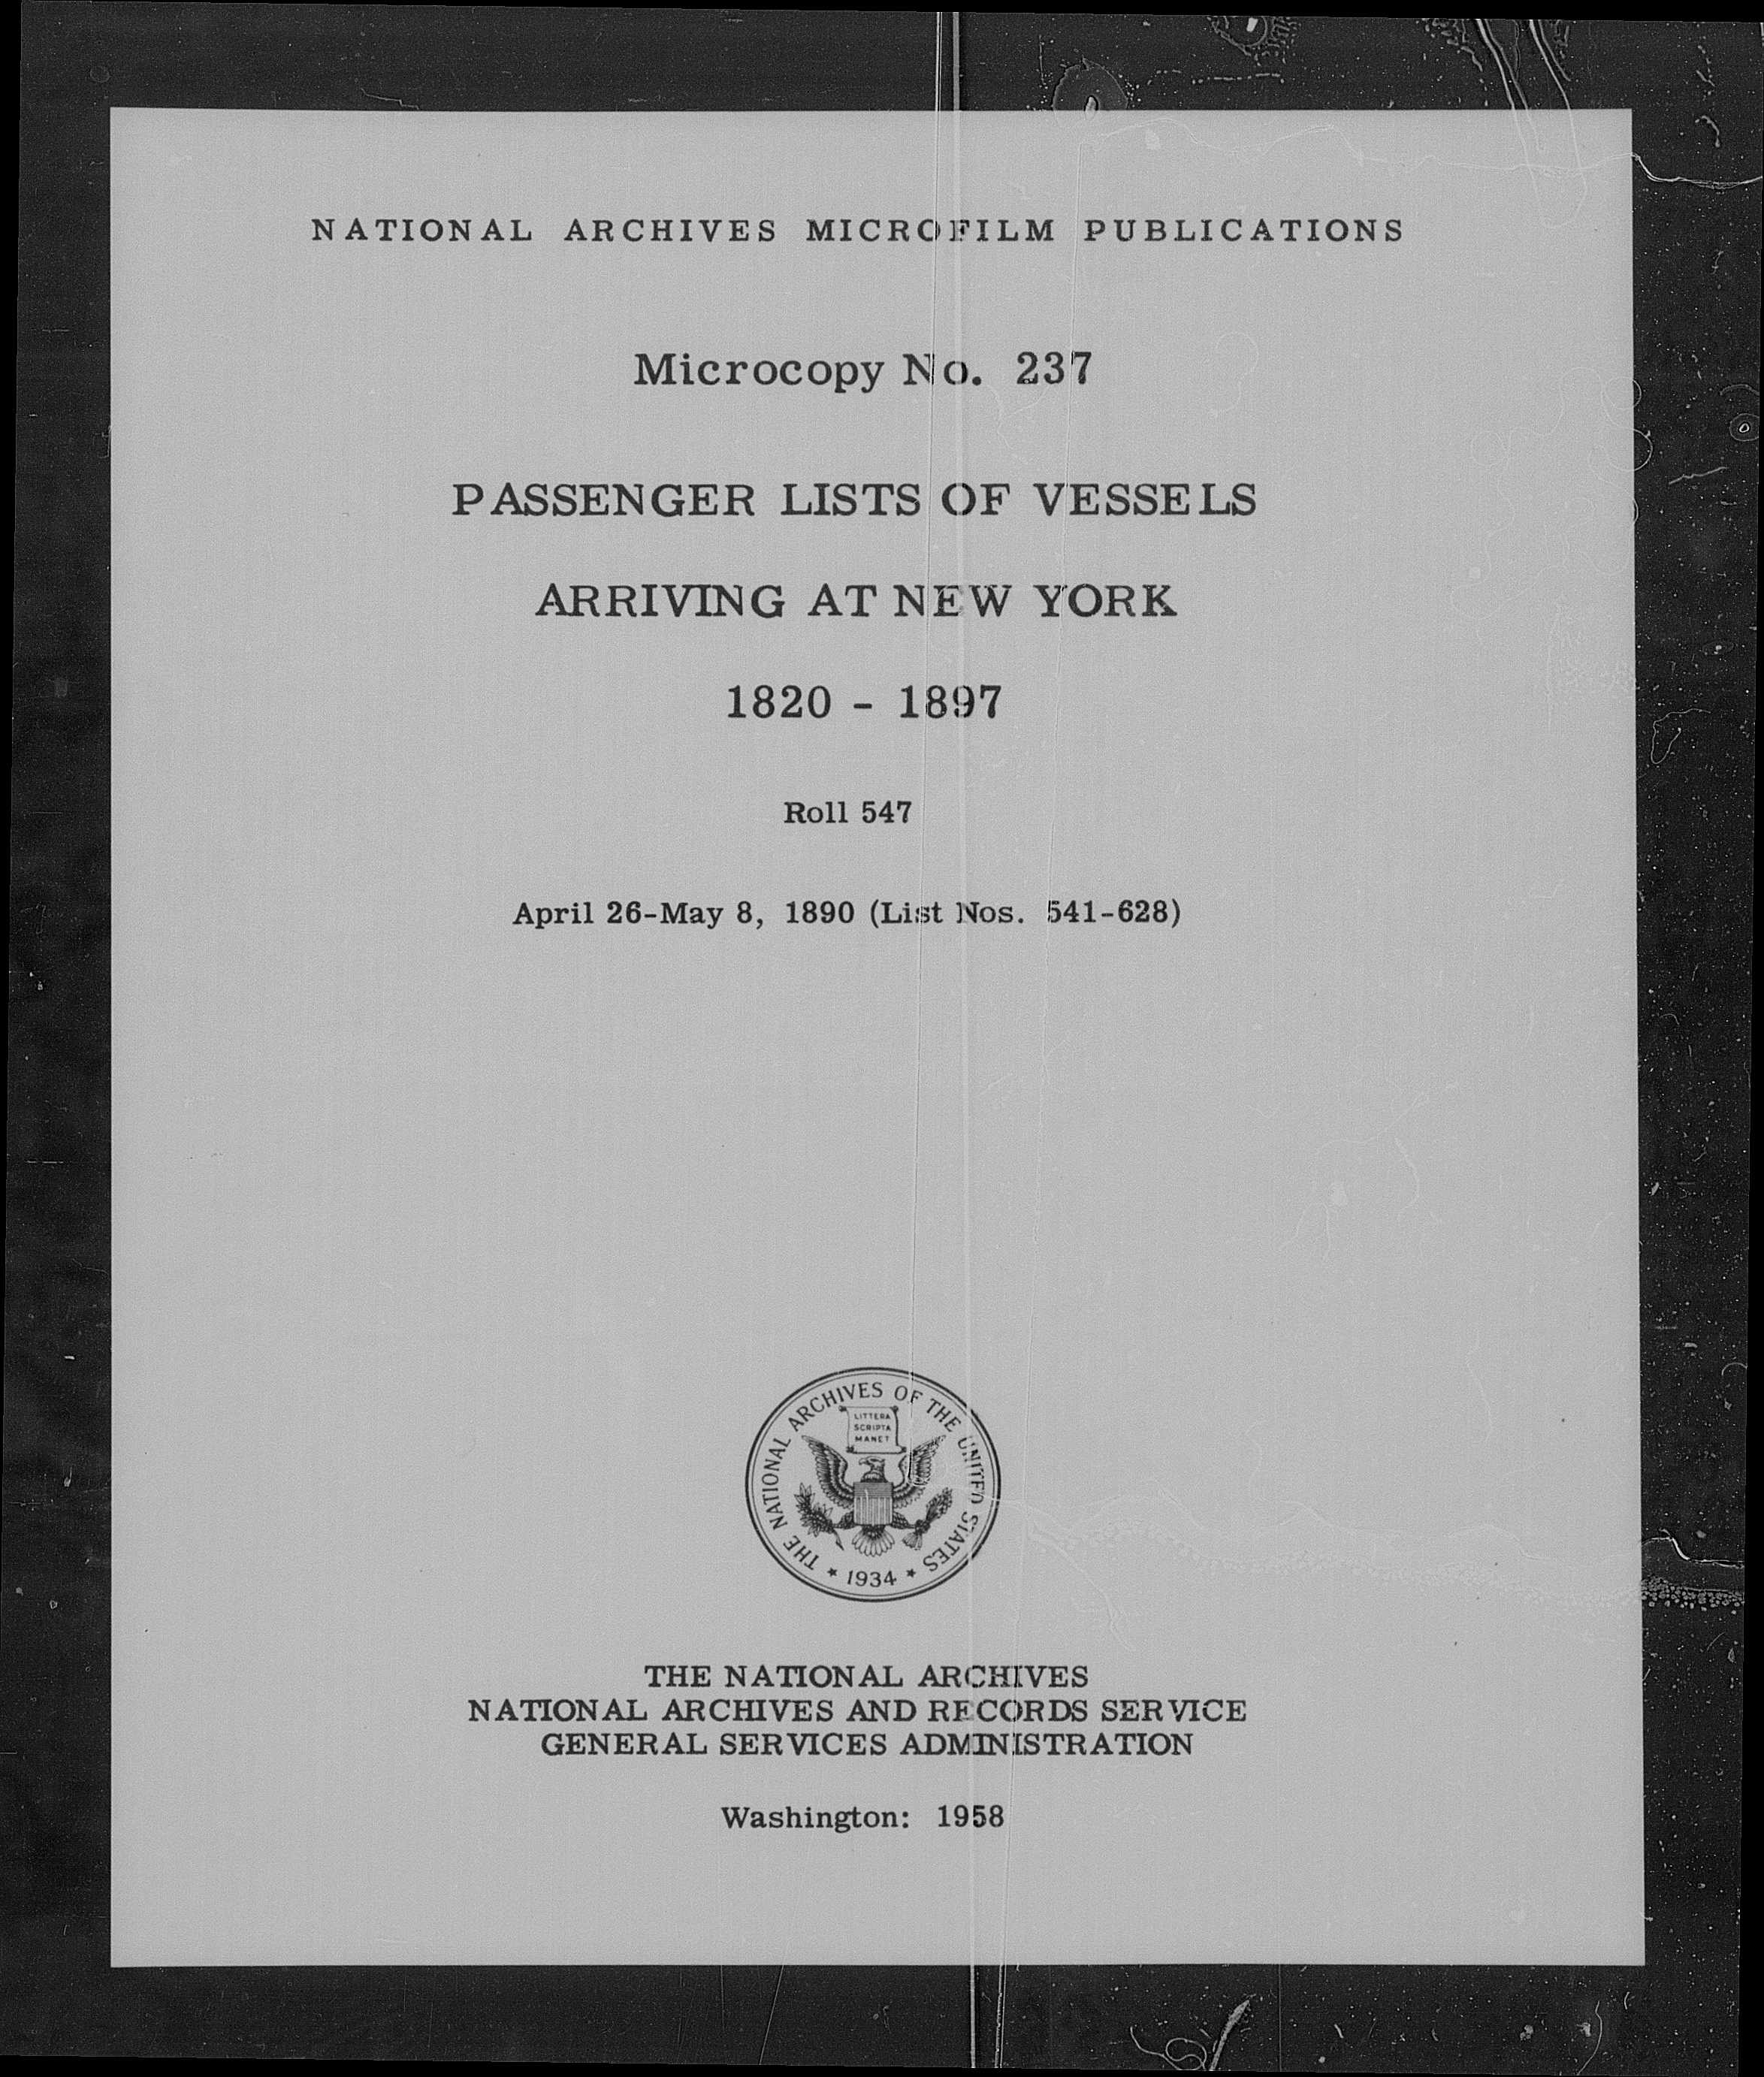 NATIONAL ARCHIVES MICROFILM PUBLICATIONS
Microcopy No. 237
PASSENGER LISTS OF VESSELS
ARRIVING AT NEW YORK
1820 - 1897
Roll 547
April 26-May 8, 1890 (List Nos. 541-628)
THE NATIONAL ARCHIVES OF THE UNITED STATES
LITTERA
SCRIPTA
MANET
★ 1934 ★
THE NATIONAL ARCHIVES
NATIONAL ARCHIVES AND RECORDS SERVICE
GENERAL SERVICES ADMINISTRATION
Washington: 1958